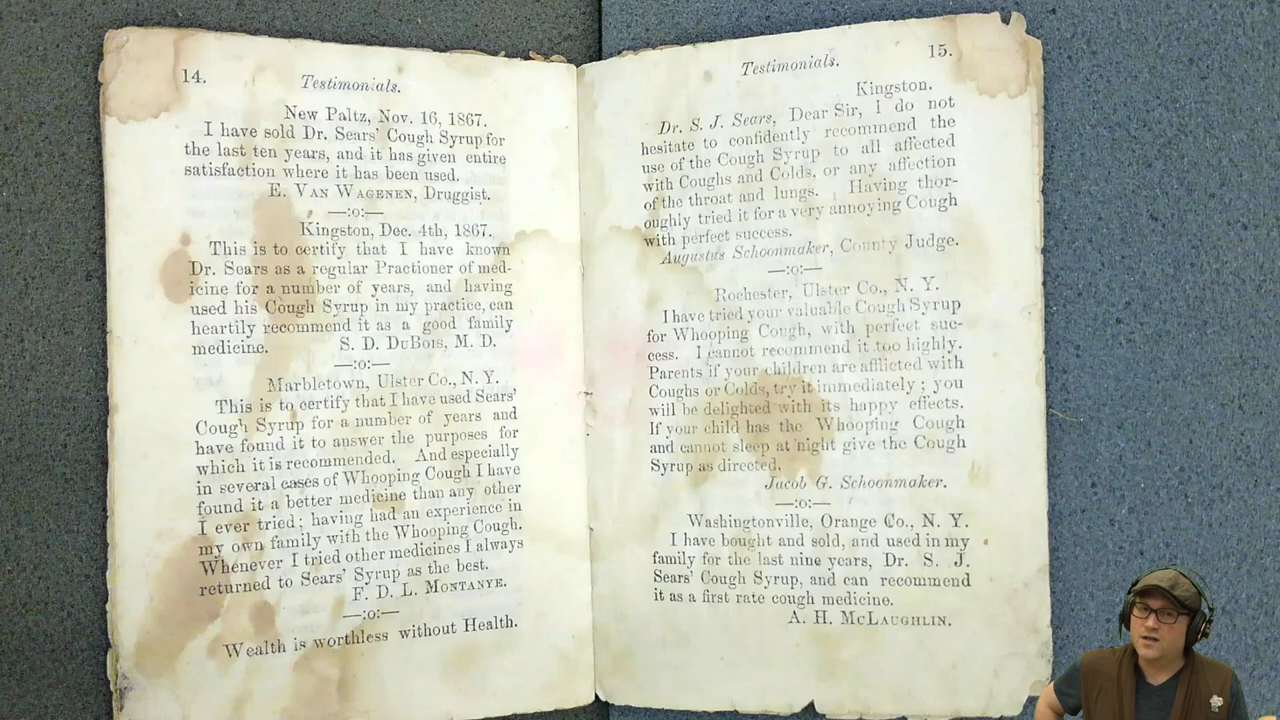 14.
Testimonials.
New Paltz, Nov. 16, 1867.
I have sold Dr. Sears' Cough Syrup for
the last ten years, and it has given entire
satisfaction where it has been used.
E. VAN WAGENEN, Druggist.
—:o:—
Kingston, Dec. 4th, 1867.
This is to certify that I have known
Dr. Sears as a regular Practioner of med-
icine for a number of years, and having
used his Cough Syrup in my practice, can
heartily recommend it as a good family
medicine. S. D. DUBOIS, M. D.
—:o:—
Marbletown, Ulster Co., N. Y.
This is to certify that I have used Sears'
Cough Syrup for a number of years and
have found it to answer the purposes for
which it is recommended. And especially
in several cases of Whooping Cough I have
found it a better medicine than any other
I ever tried; having had an experience in
my own family with the Whooping Cough.
Whenever I tried other medicines I always
returned to Sears' Syrup as the best.
F. D. L. MONTANYE.
—:o:—
Wealth is worthless without Health.
15.
Testimonials.
Kingston.
Dr. S. J. Sears, Dear Sir, I do not
hesitate to confidently recommend the
use of the Cough Syrup to all affected
with Coughs and Colds, or any affection
of the throat and lungs. Having thor-
oughly tried it for a very annoying Cough
with perfect success.
Augustus Schoonmaker, County Judge.
—:o:—
Rochester, Ulster Co., N. Y.
I have tried your valuable Cough Syrup
for Whooping Cough, with perfect suc-
cess. I cannot recommend it too highly.
Parents if your children are afflicted with
Coughs or Colds, try it immediately; you
will be delighted with its happy effects.
If your child has the Whooping Cough
and cannot sleep at night give the Cough
Syrup as directed.
Jacob G. Schoonmaker.
—:o:—
Washingtonville, Orange Co., N. Y.
I have bought and sold, and used in my
family for the last nine years, Dr. S. J.
Sears' Cough Syrup, and can recommend
it as a first rate cough medicine.
A. H. MCLAUGHLIN.